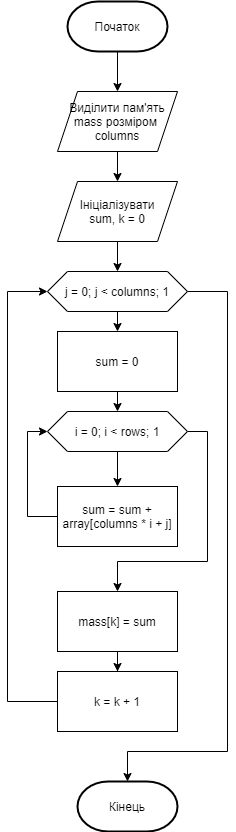 Початок
Виділити пам'ять
mass розміром
columns
Ініціалізувати
sum, k = 0
j = 0; j < columns; 1
sum = 0
i = 0; i < rows; 1
sum = sum +
array[columns * i + j]
mass[k] = sum
k = k + 1
Кінець